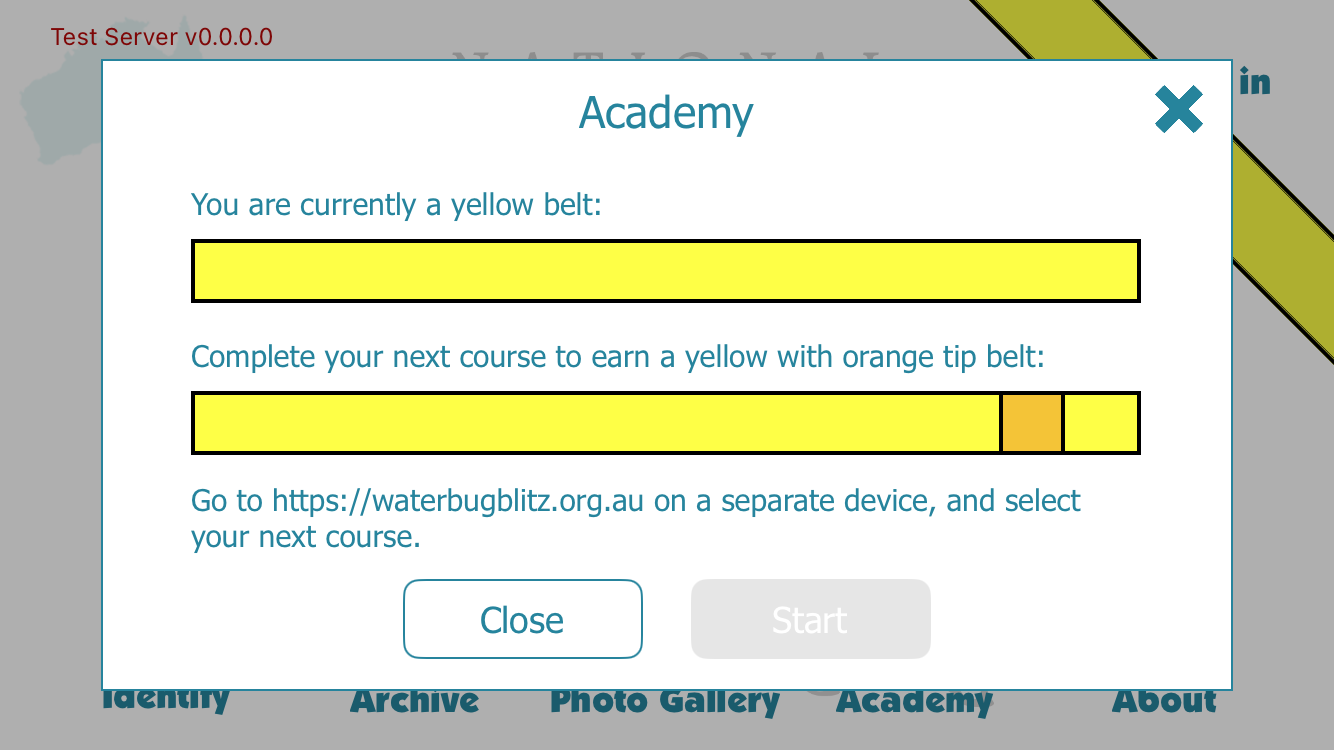 Test Server v0.0.0.0
in
Academy
You are currently a yellow belt:
Complete your next course to earn a yellow with orange tip belt:
Go to https://waterbugblitz.org.au on a separate device, and select
your next course.
Close Start
Identify Archive Photo Gallery Academy About